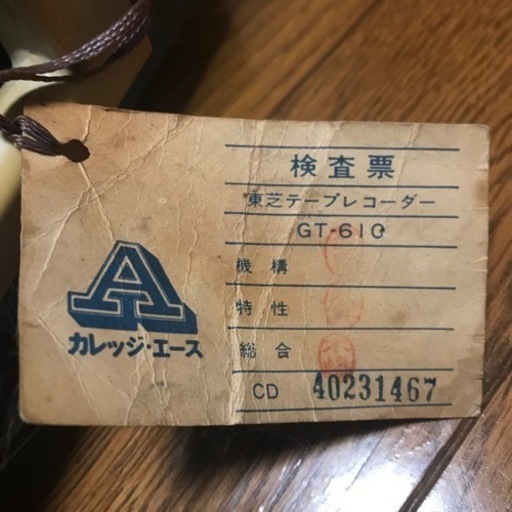 検査票
東芝テープレコーダー
GT-610
機構
特性
総合
CD 40231467
A
カレッジ・エース